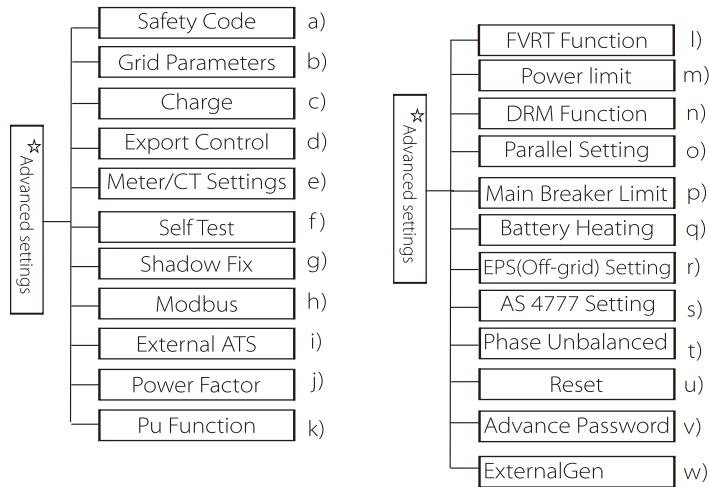 ☆ Advanced settings
Safety Code a)
Grid Parameters b)
Charge c)
Export Control d)
Meter/CT Settings e)
Self Test f)
Shadow Fix g)
Modbus h)
External ATS i)
Power Factor j)
Pu Function k)
☆ Advanced settings
FVRT Function l)
Power limit m)
DRM Function n)
Parallel Setting o)
Main Breaker Limit p)
Battery Heating q)
EPS(Off-grid) Setting r)
AS 4777 Setting s)
Phase Unbalanced t)
Reset u)
Advance Password v)
ExternalGen w)